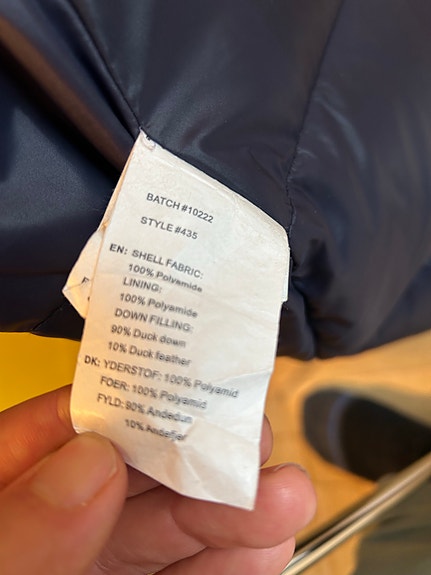 BATCH #10222
STYLE #435
EN: SHELL FABRIC:
100% Polyamide
LINING:
100% Polyamide
DOWN FILLING:
90% Duck down
10% Duck feather
DK: YDERSTOF: 100% Polyamid
FOER: 100% Polyamid
FYLD: 90% Andedun
10% Andefjer